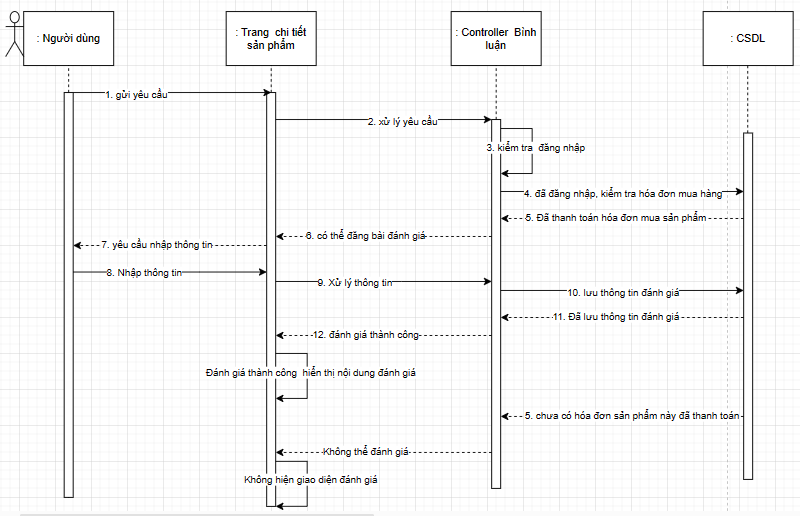 : Người dùng
: Trang chi tiết
sản phẩm
: Controller Bình
luận
: CSDL
1. gửi yêu cầu
2. xử lý yêu cầu
3. kiểm tra đăng nhập
4. đã đăng nhập, kiểm tra hóa đơn mua hàng
5. Đã thanh toán hóa đơn mua sản phẩm
6. có thể đăng bài đánh giá
7. yêu cầu nhập thông tin
8. Nhập thông tin
9. Xử lý thông tin
10. lưu thông tin đánh giá
11. Đã lưu thông tin đánh giá
12. đánh giá thành công
Đánh giá thành công hiển thị nội dung đánh giá
5. chưa có hóa đơn sản phẩm này đã thanh toán
Không thể đánh giá
Không hiện giao diện đánh giá